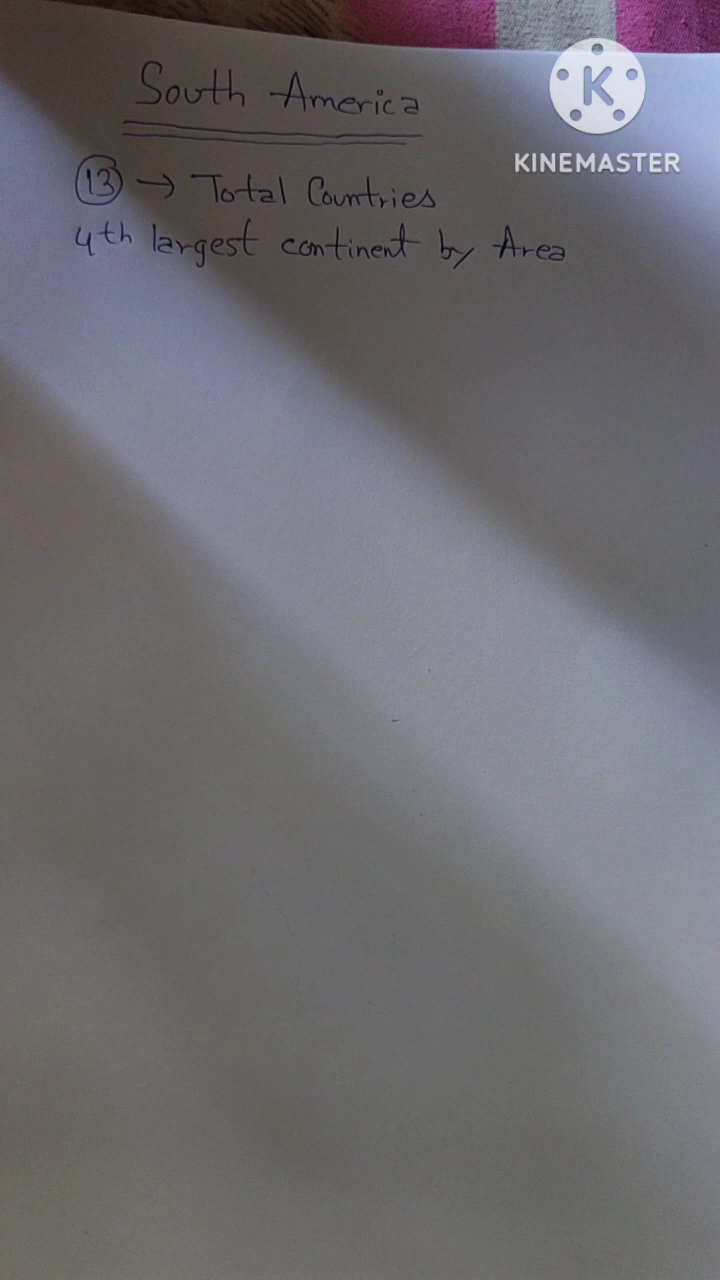 South America
K
KINEMASTER
13 → Total Countries
4th largest continent by Area